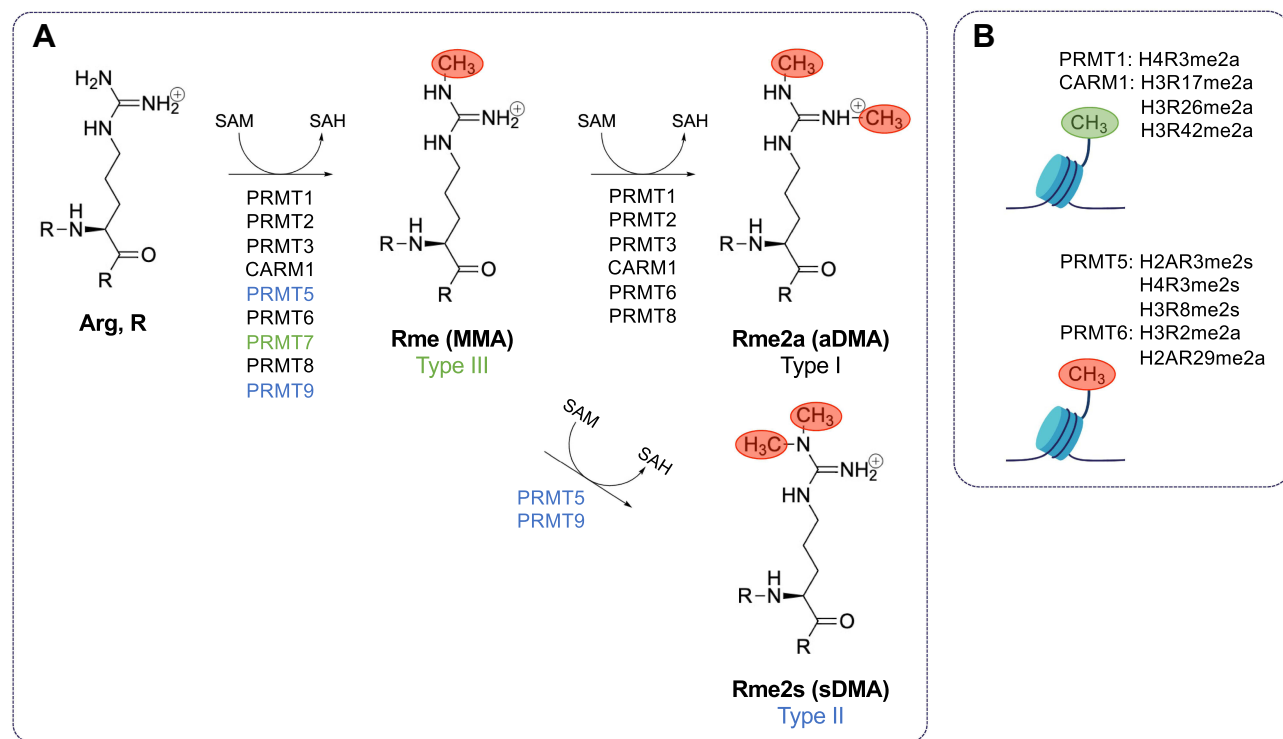 A
H₂N
NH₂⊕
HN
H
R–N
O
R
Arg, R
SAM
SAH
PRMT1
PRMT2
PRMT3
CARM1
PRMT5
PRMT6
PRMT7
PRMT8
PRMT9
CH₃
HN
NH₂⊕
HN
H
R–N
O
R
Rme (MMA)
Type III
SAM
SAH
PRMT1
PRMT2
PRMT3
CARM1
PRMT6
PRMT8
CH₃
HN
NH⊕–CH₃
HN
H
R–N
O
R
Rme2a (aDMA)
Type I
SAM
SAH
PRMT5
PRMT9
CH₃
H₃C–N
NH₂⊕
HN
H
R–N
O
R
Rme2s (sDMA)
Type II
B
PRMT1: H4R3me2a
CARM1: H3R17me2a
H3R26me2a
H3R42me2a
CH₃
PRMT5: H2AR3me2s
H4R3me2s
H3R8me2s
PRMT6: H3R2me2a
H2AR29me2a
CH₃